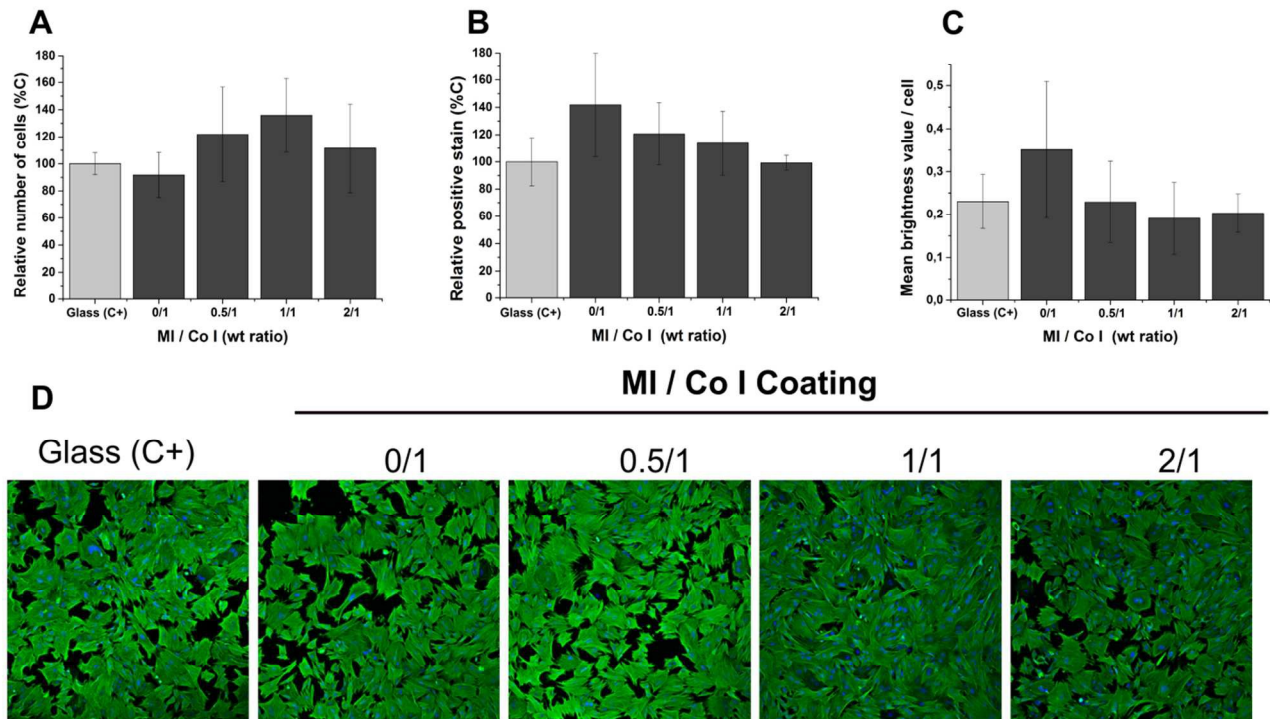 A
Relative number of cells (%C)
180
160
140
120
100
80
60
40
20
0
Glass (C+) 0/1 0.5/1 1/1 2/1
MI / Co I (wt ratio)
B
Relative positive stain (%C)
180
160
140
120
100
80
60
40
20
0
Glass (C+) 0/1 0.5/1 1/1 2/1
MI / Co I (wt ratio)
C
Mean brightness value / cell
0,5
0,4
0,3
0,2
0,1
0,0
Glass (C+) 0/1 0.5/1 1/1 2/1
MI / Co I (wt ratio)
D
MI / Co I Coating
Glass (C+) 0/1 0.5/1 1/1 2/1